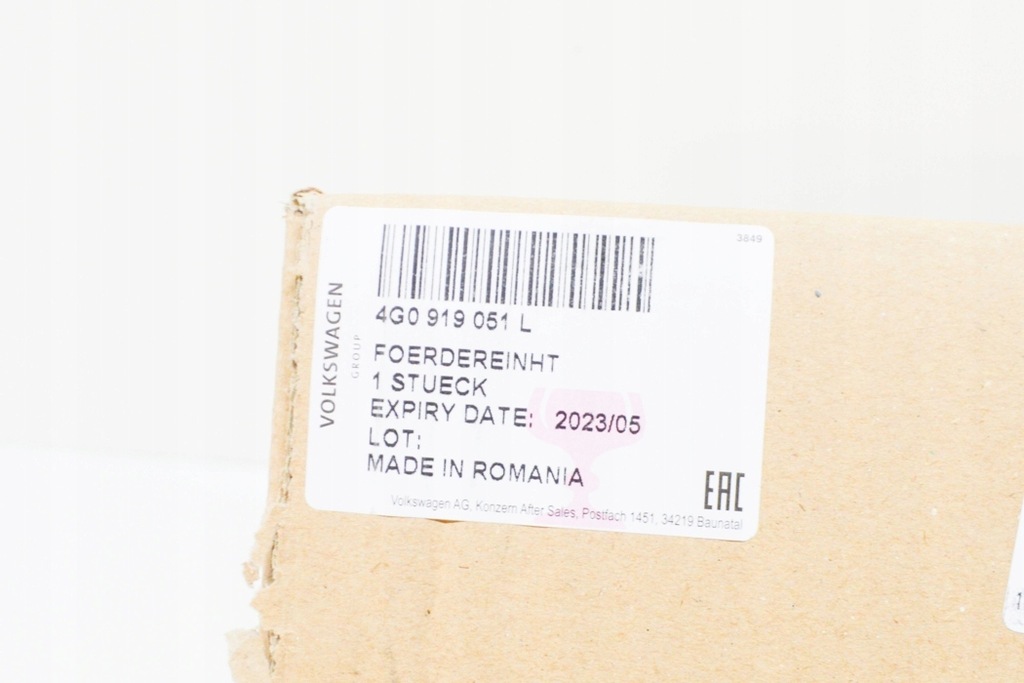 3649
VOLKSWAGEN
GROUP
4G0 919 051 L
FOERDEREINHT
1 STUECK
EXPIRY DATE: 2023/05
LOT:
MADE IN ROMANIA
EAC
Volkswagen AG, Konzern After Sales, Postfach 1451, 34219 Baunatal